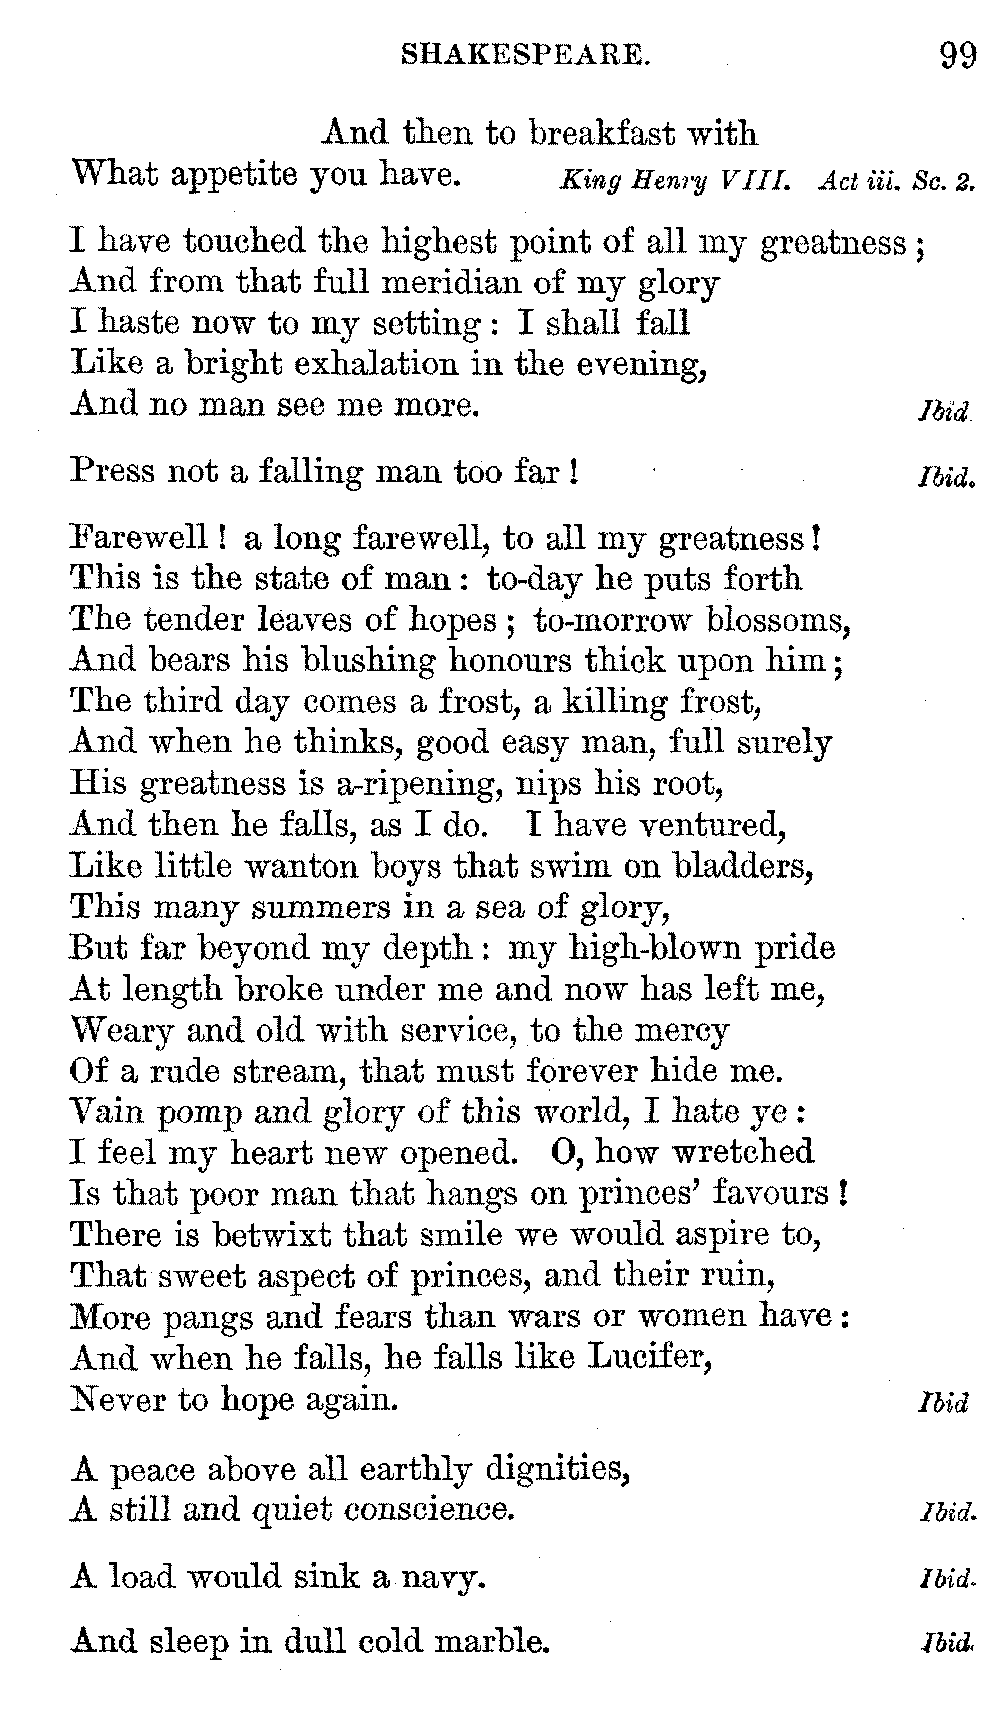 SHAKESPEARE. 99
And then to breakfast with
What appetite you have. King Henry VIII. Act iii. Sc. 2.
I have touched the highest point of all my greatness ;
And from that full meridian of my glory
I haste now to my setting : I shall fall
Like a bright exhalation in the evening,
And no man see me more. Ibid.
Press not a falling man too far ! Ibid.
Farewell ! a long farewell, to all my greatness !
This is the state of man : to-day he puts forth
The tender leaves of hopes ; to-morrow blossoms,
And bears his blushing honours thick upon him ;
The third day comes a frost, a killing frost,
And when he thinks, good easy man, full surely
His greatness is a-ripening, nips his root,
And then he falls, as I do. I have ventured,
Like little wanton boys that swim on bladders,
This many summers in a sea of glory,
But far beyond my depth : my high-blown pride
At length broke under me and now has left me,
Weary and old with service, to the mercy
Of a rude stream, that must forever hide me.
Vain pomp and glory of this world, I hate ye :
I feel my heart new opened. O, how wretched
Is that poor man that hangs on princes' favours !
There is betwixt that smile we would aspire to,
That sweet aspect of princes, and their ruin,
More pangs and fears than wars or women have :
And when he falls, he falls like Lucifer,
Never to hope again. Ibid
A peace above all earthly dignities,
A still and quiet conscience. Ibid.
A load would sink a navy. Ibid.
And sleep in dull cold marble. Ibid.